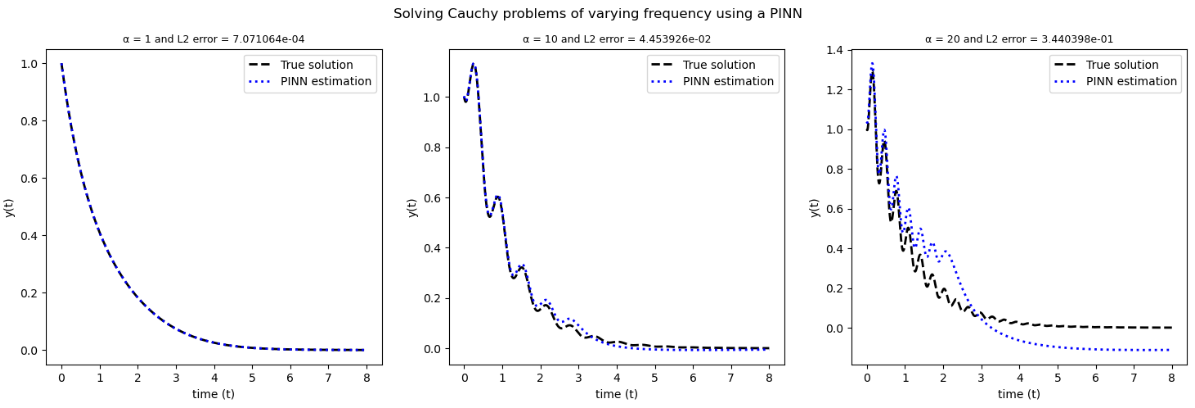 Solving Cauchy problems of varying frequency using a PINN
α = 1 and L2 error = 7.071064e-04
y(t)
1.0
0.8
0.6
0.4
0.2
0.0
True solution
PINN estimation
0 1 2 3 4 5 6 7 8
time (t)
α = 10 and L2 error = 4.453926e-02
y(t)
1.0
0.8
0.6
0.4
0.2
0.0
True solution
PINN estimation
0 1 2 3 4 5 6 7 8
time (t)
α = 20 and L2 error = 3.440398e-01
y(t)
1.4
1.2
1.0
0.8
0.6
0.4
0.2
0.0
True solution
PINN estimation
0 1 2 3 4 5 6 7 8
time (t)